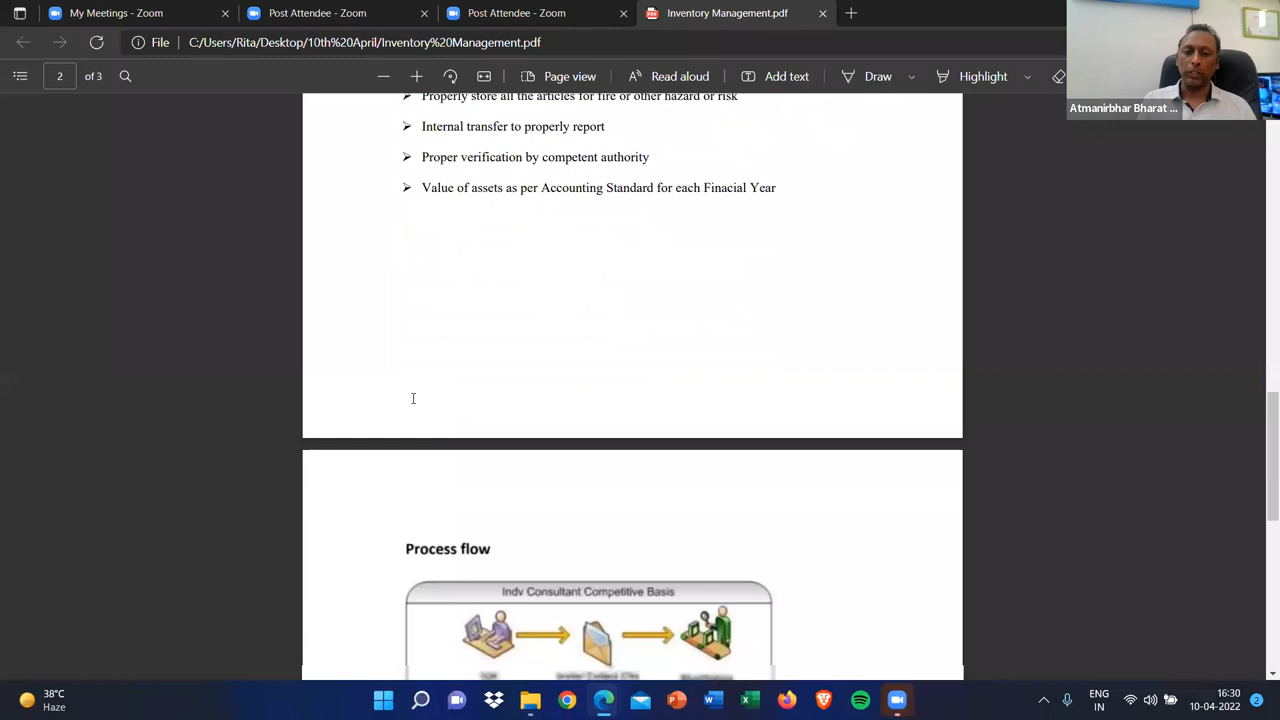 My Meetings - Zoom
Post Attendee - Zoom
Post Attendee - Zoom
Inventory Management.pdf
File
C:/Users/Rita/Desktop/10th%20April/Inventory%20Management.pdf
2
of 3
Page view
Read aloud
Add text
Draw
Highlight
Atmanirbhar Bharat ...
Properly store all the articles for fire or other hazard or risk
Internal transfer to properly report
Proper verification by competent authority
Value of assets as per Accounting Standard for each Finacial Year
Process flow
Indv Consultant Competitive Basis
38°C
Haze
ENG
IN
16:30
10-04-2022
2